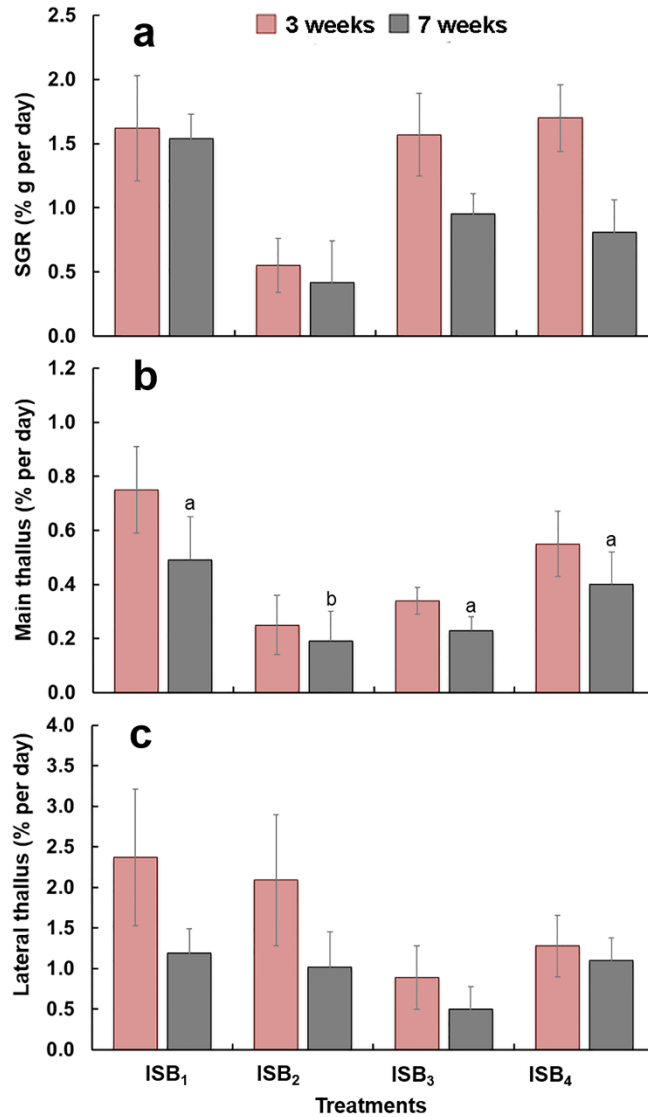 a
3 weeks 7 weeks
SGR (% g per day)
2.5
2.0
1.5
1.0
0.5
0.0
b
Main thallus (% per day)
1.2
1.0
0.8
0.6
0.4
0.2
0.0
a
b
a
a
c
Lateral thallus (% per day)
4.0
3.5
3.0
2.5
2.0
1.5
1.0
0.5
0.0
ISB₁ ISB₂ ISB₃ ISB₄
Treatments